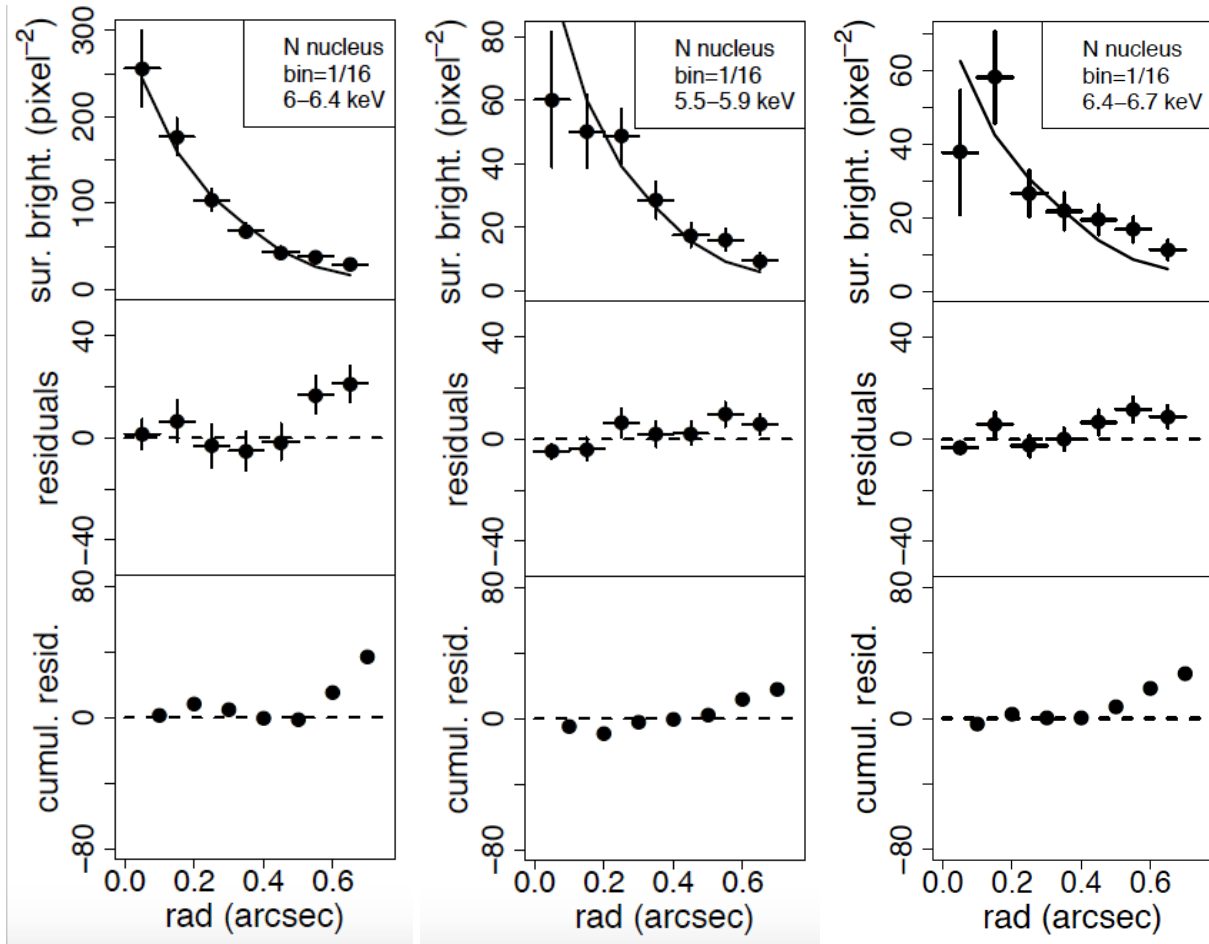 N nucleus
bin=1/16
6–6.4 keV
sur. bright. (pixel⁻²)
300
200
100
0
residuals
40
0
−40
cumul. resid.
80
0
−80
0.0 0.2 0.4 0.6
rad (arcsec)
N nucleus
bin=1/16
5.5–5.9 keV
sur. bright. (pixel⁻²)
80
60
40
20
0
residuals
40
0
−40
cumul. resid.
80
0
−80
0.0 0.2 0.4 0.6
rad (arcsec)
N nucleus
bin=1/16
6.4–6.7 keV
sur. bright. (pixel⁻²)
60
40
20
0
residuals
40
0
−40
cumul. resid.
80
0
−80
0.0 0.2 0.4 0.6
rad (arcsec)